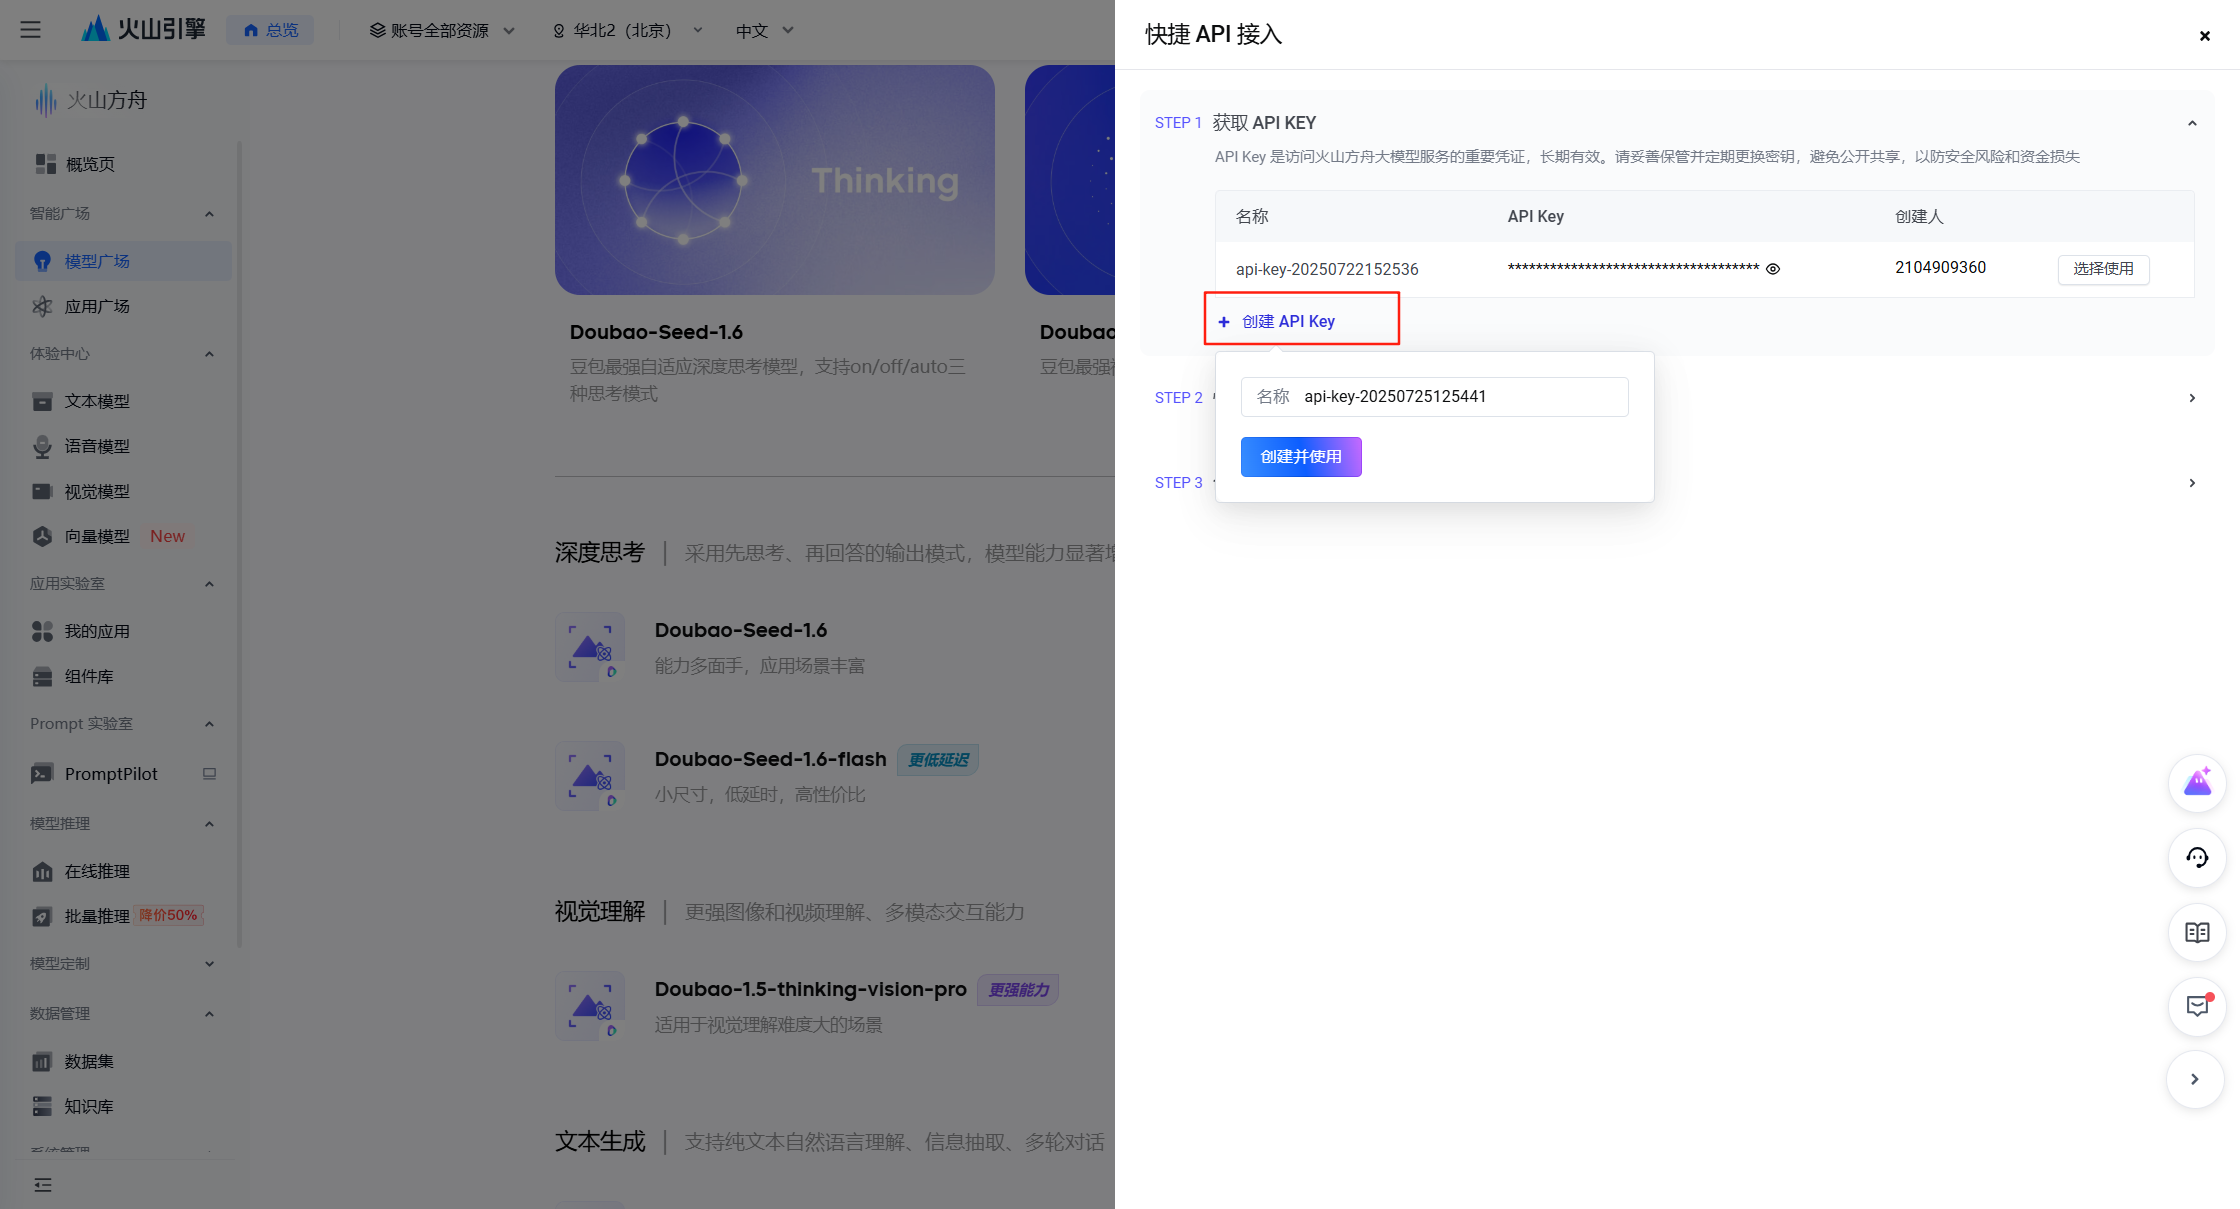 火山引擎
总览
账号全部资源
华北2（北京）
中文
快捷 API 接入
火山方舟
概览页
智能广场
模型广场
应用广场
体验中心
文本模型
语音模型
视觉模型
向量模型 New
应用实验室
我的应用
组件库
Prompt 实验室
PromptPilot
模型推理
在线推理
批量推理 降价50%
模型定制
数据管理
数据集
知识库
系统管理
Thinking
Doubao-Seed-1.6
豆包最强自适应深度思考模型，支持on/off/auto三
种思考模式
Doubao
豆包最强
深度思考 | 采用先思考、再回答的输出模式，模型能力显著增
Doubao-Seed-1.6
能力多面手，应用场景丰富
Doubao-Seed-1.6-flash 更低延迟
小尺寸，低延时，高性价比
视觉理解 | 更强图像和视频理解、多模态交互能力
Doubao-1.5-thinking-vision-pro 更强能力
适用于视觉理解难度大的场景
文本生成 | 支持纯文本自然语言理解、信息抽取、多轮对话
STEP 1 获取 API KEY
API Key 是访问火山方舟大模型服务的重要凭证，长期有效。请妥善保管并定期更换密钥，避免公开共享，以防安全风险和资金损失
名称 API Key 创建人
api-key-20250722152536 ************************************ 2104909360 选择使用
+ 创建 API Key
名称 api-key-20250725125441
创建并使用
STEP 2
STEP 3